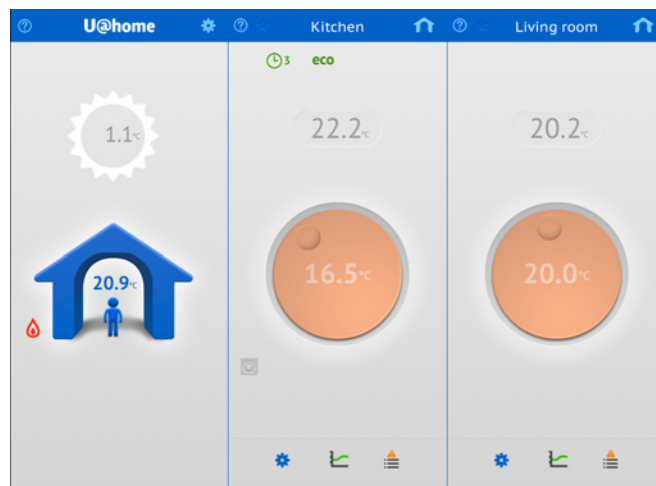 U@home
1.1°C
20.9°C
Kitchen
3 eco
22.2°C
16.5°C
Living room
20.2°C
20.0°C